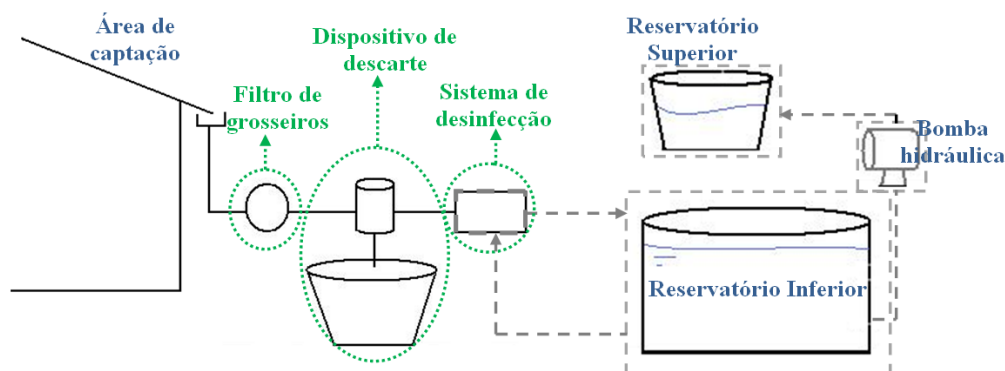 Área de
captação
Dispositivo de
descarte
Filtro de
grosseiros
Sistema de
desinfecção
Reservatório
Superior
Bomba
hidráulica
Reservatório Inferior